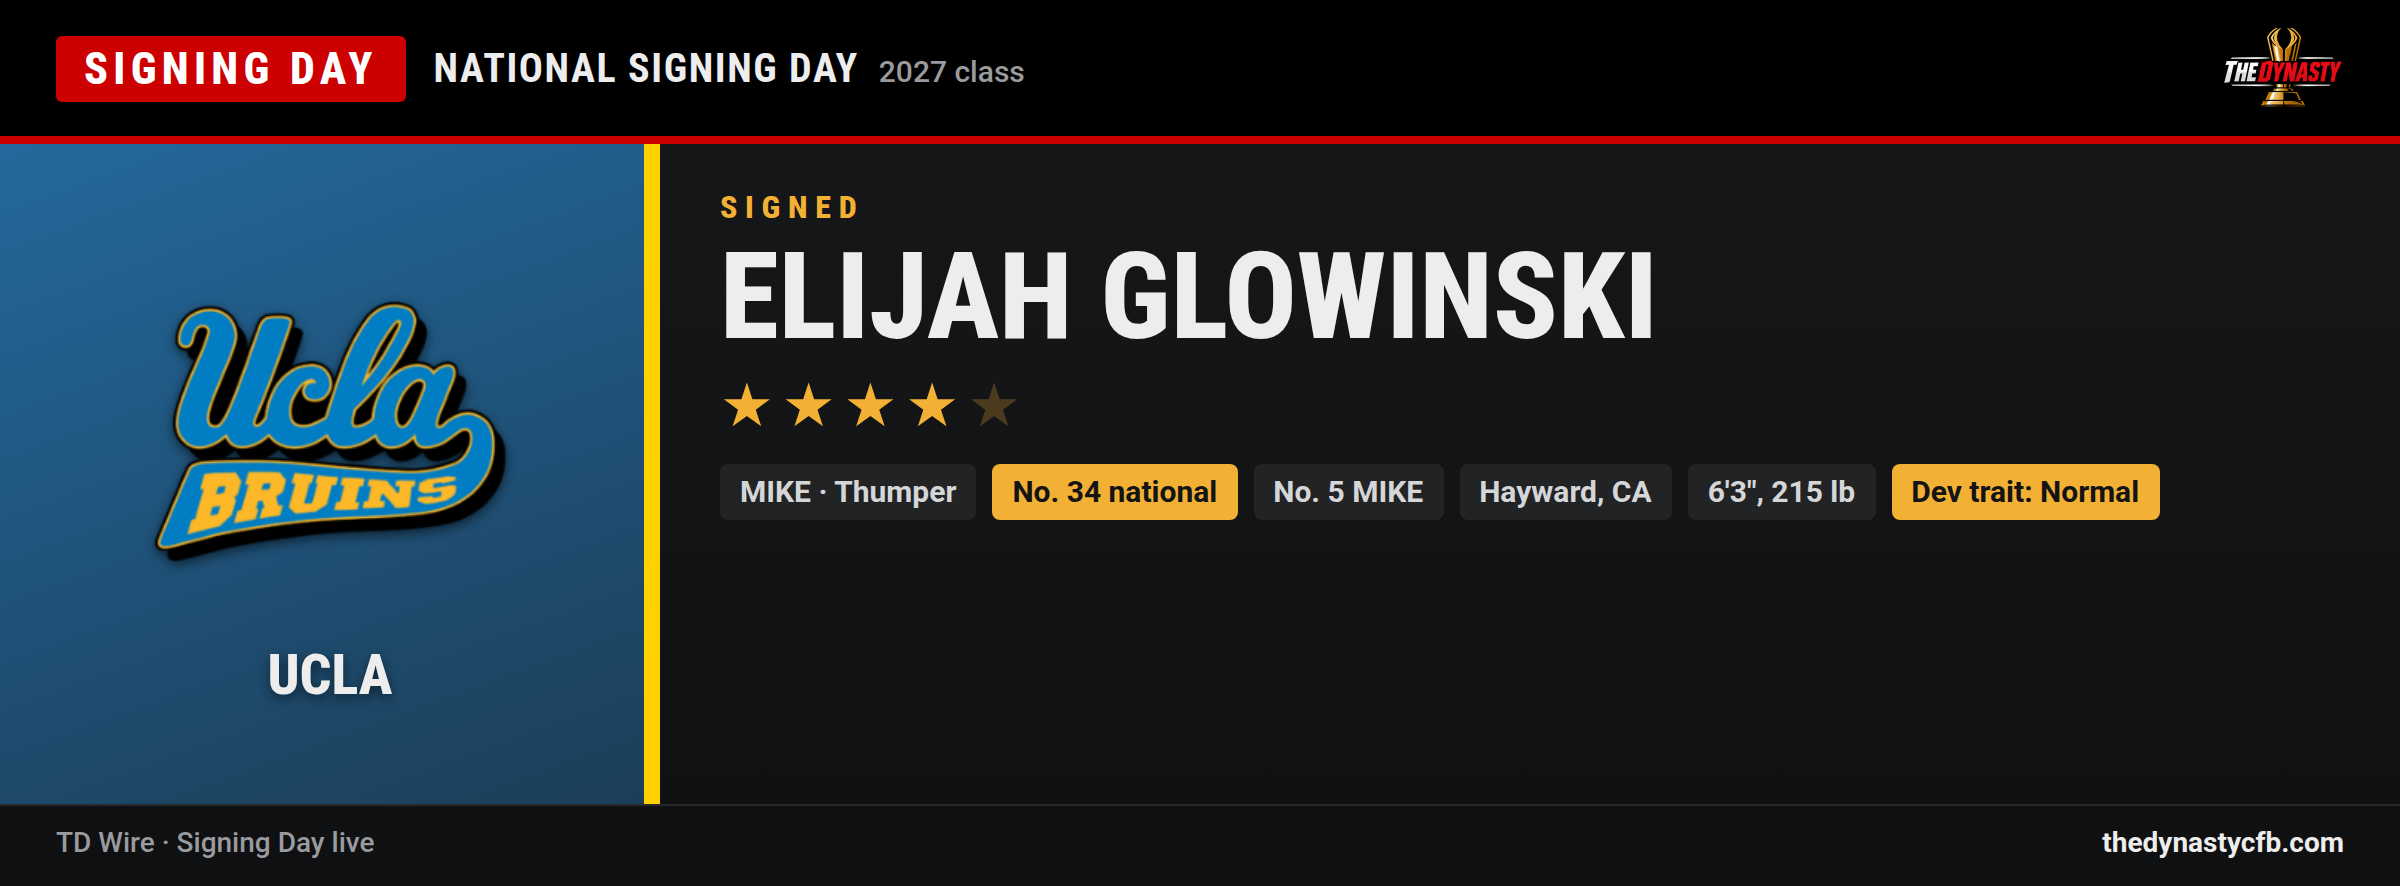 SIGNING DAY NATIONAL SIGNING DAY 2027 class
THE DYNASTY
SIGNED
ELIJAH GLOWINSKI
MIKE · Thumper No. 34 national No. 5 MIKE Hayward, CA 6'3", 215 lb Dev trait: Normal
Ucla
BRUINS
UCLA
TD Wire · Signing Day live thedynastycfb.com